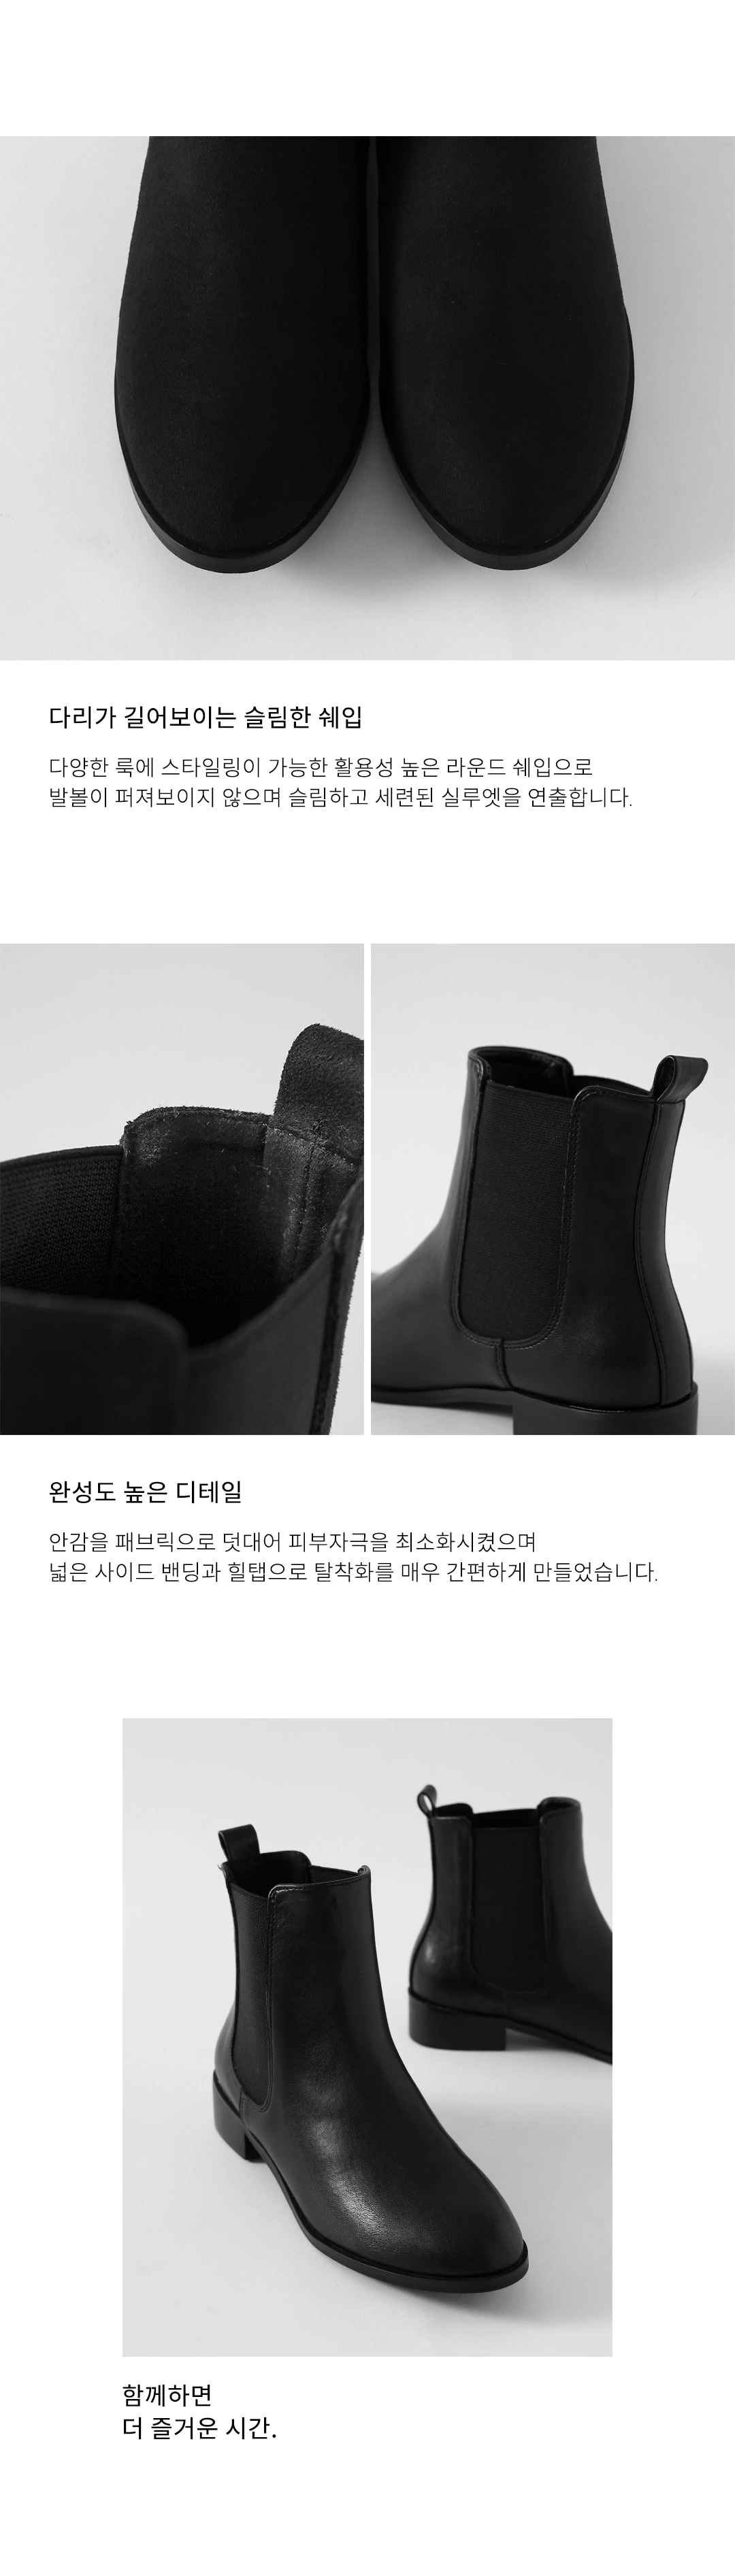 다리가 길어보이는 슬림한 쉐입
다양한 룩에 스타일링이 가능한 활용성 높은 라운드 쉐입으로
발볼이 퍼져보이지 않으며 슬림하고 세련된 실루엣을 연출합니다.
완성도 높은 디테일
안감을 패브릭으로 덧대어 피부자극을 최소화시켰으며
넓은 사이드 밴딩과 힐탭으로 탈착화를 매우 간편하게 만들었습니다.
함께하면
더 즐거운 시간.